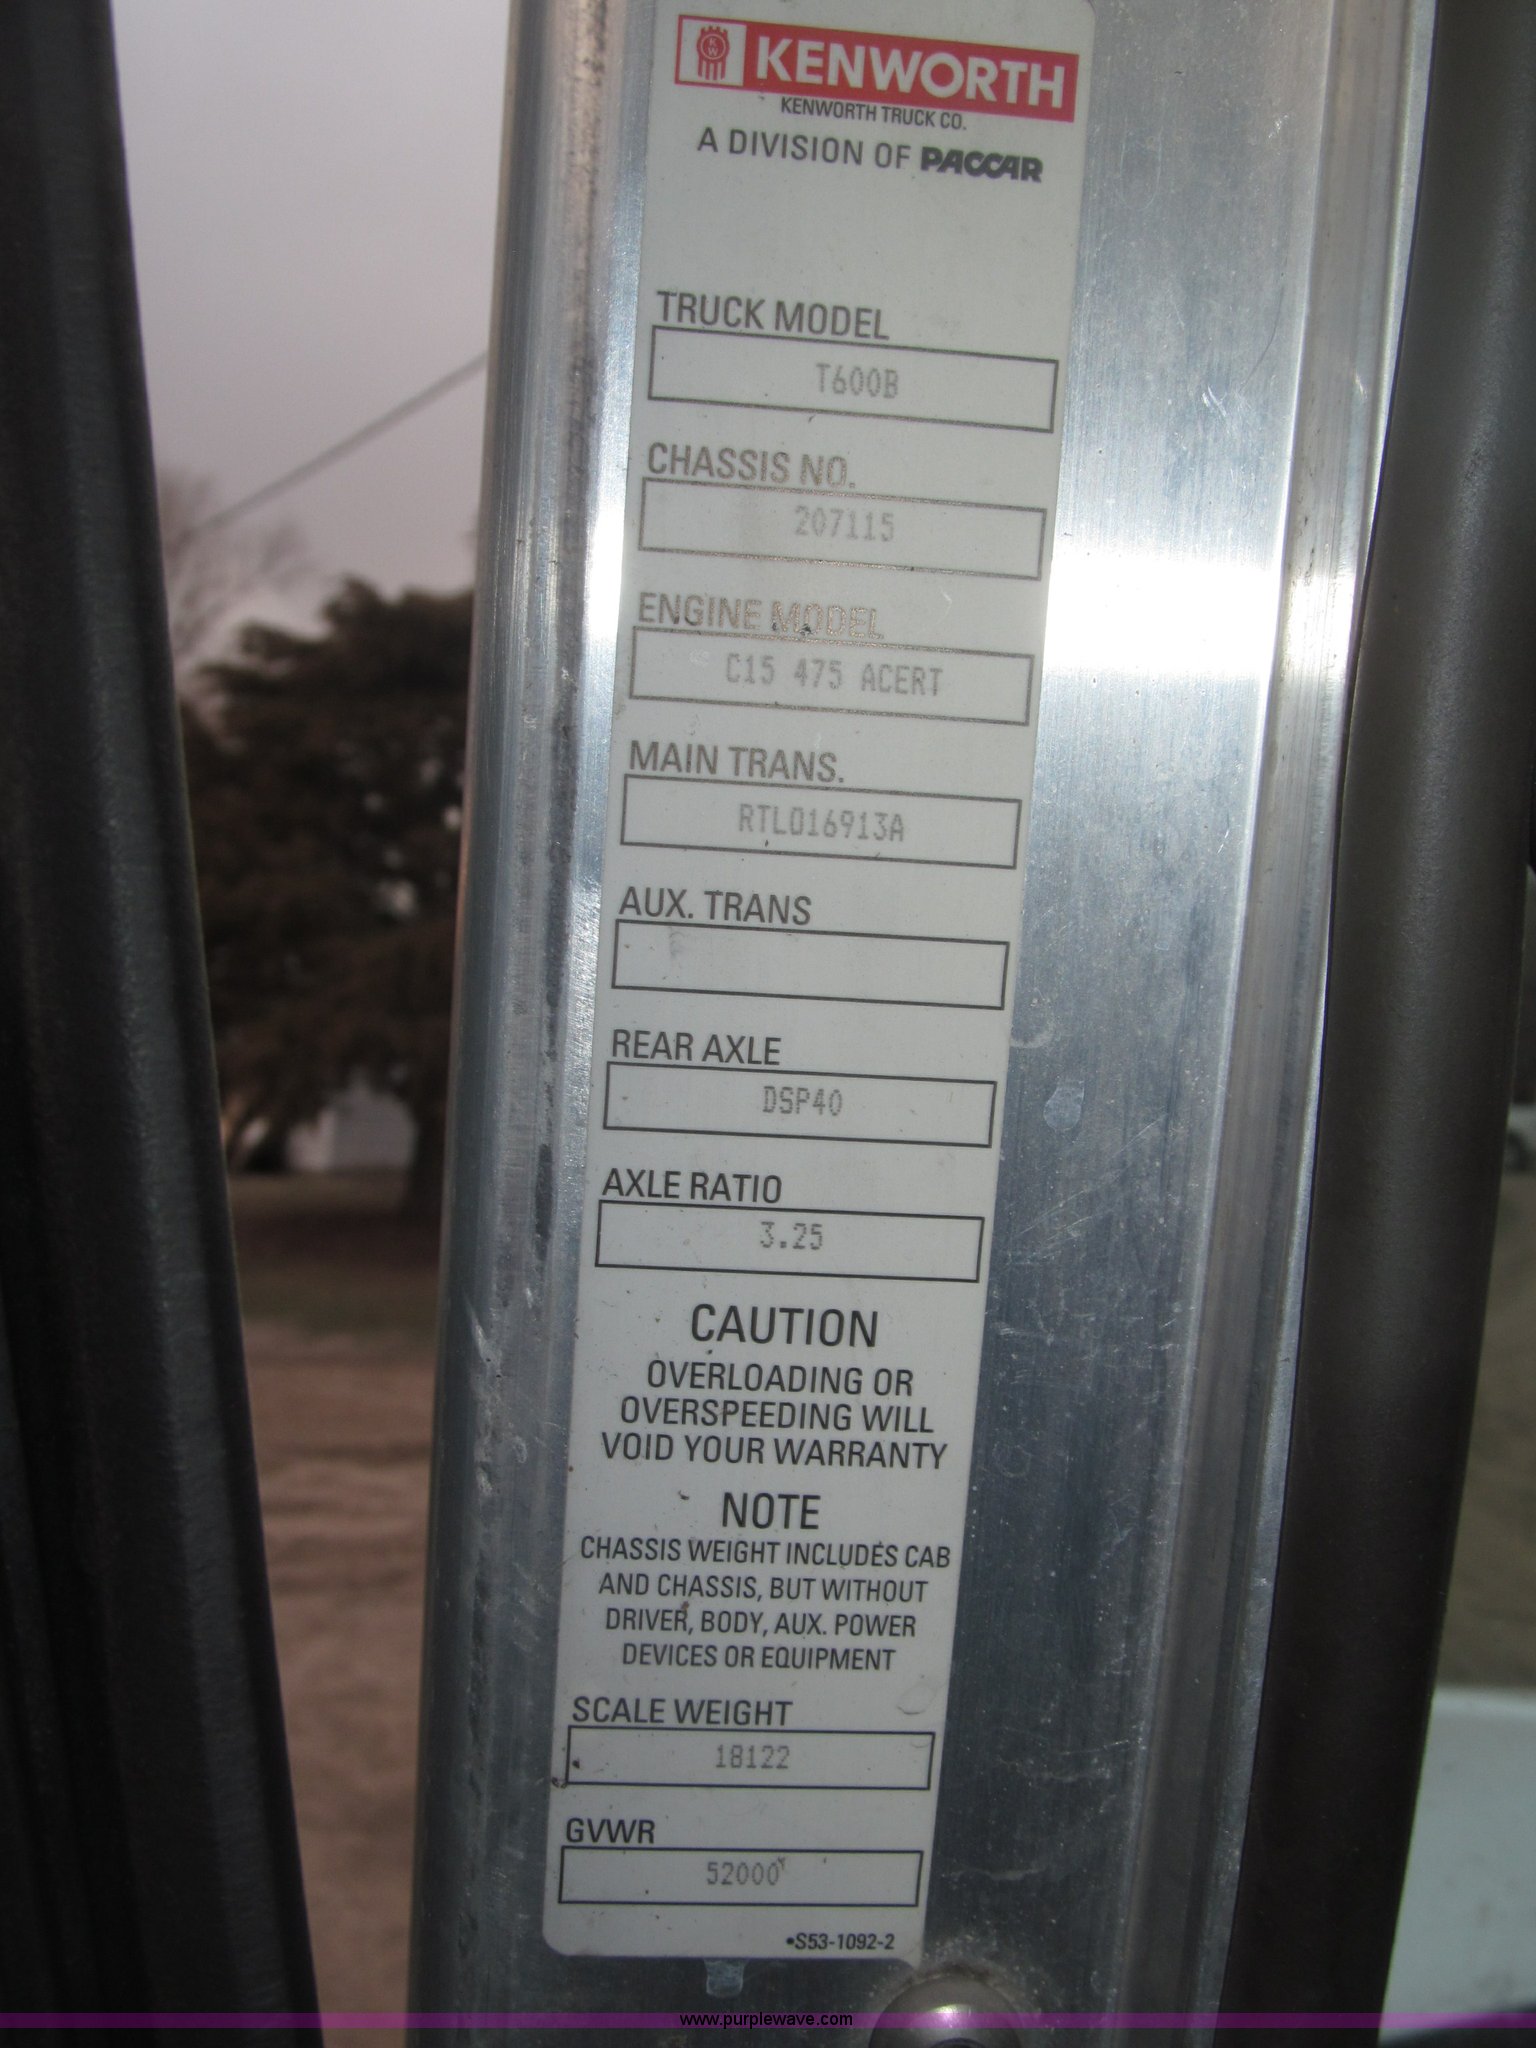 KW KENWORTH
KENWORTH TRUCK CO.
A DIVISION OF PACCAR
TRUCK MODEL
T600B
CHASSIS NO.
207115
ENGINE MODEL
C15 475 ACERT
MAIN TRANS.
RTLO16913A
AUX. TRANS
REAR AXLE
DSP40
AXLE RATIO
3.25
CAUTION
OVERLOADING OR
OVERSPEEDING WILL
VOID YOUR WARRANTY
NOTE
CHASSIS WEIGHT INCLUDES CAB
AND CHASSIS, BUT WITHOUT
DRIVER, BODY, AUX. POWER
DEVICES OR EQUIPMENT
SCALE WEIGHT
18122
GVWR
52000
•S53-1092-2
www.purplewave.com